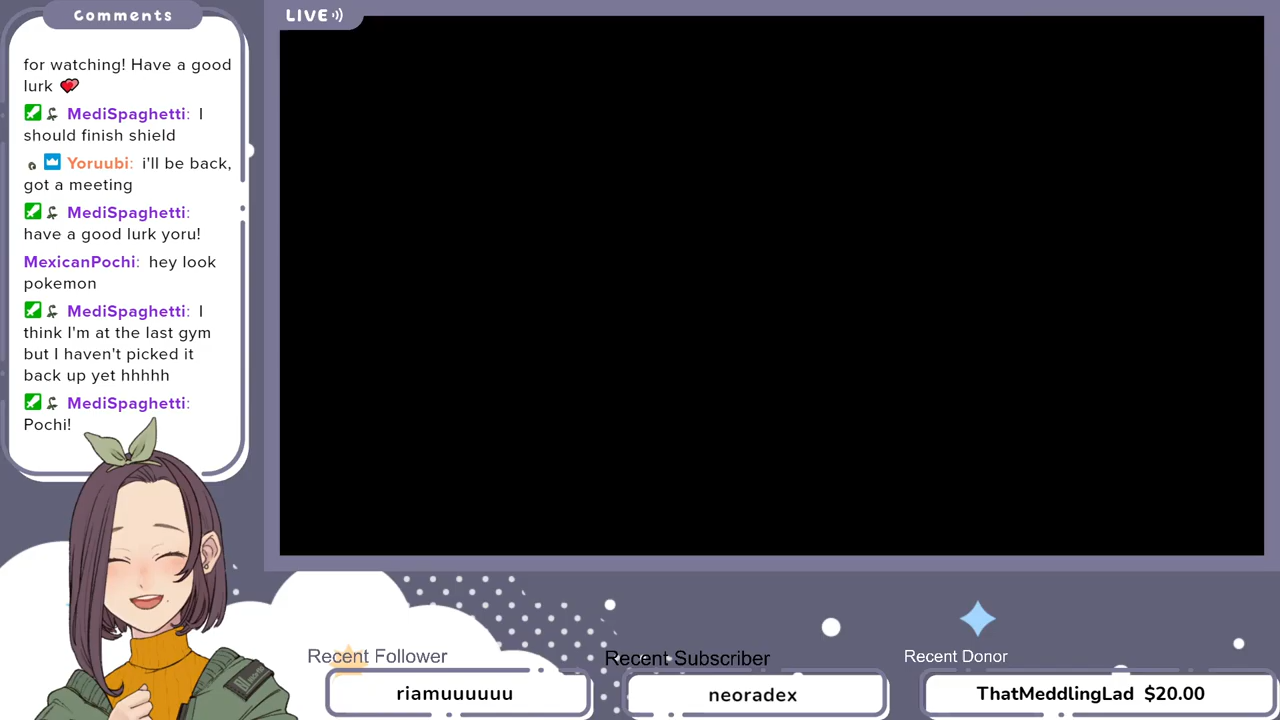 Comments
LIVE
for watching! Have a good
lurk
MediSpaghetti: I
should finish shield
Yoruubi: i'll be back,
got a meeting
MediSpaghetti:
have a good lurk yoru!
MexicanPochi: hey look
pokemon
MediSpaghetti: I
think I'm at the last gym
but I haven't picked it
back up yet hhhhh
MediSpaghetti:
Pochi!
Recent Follower
riamuuuuuu
Recent Subscriber
neoradex
Recent Donor
ThatMeddlingLad $20.00